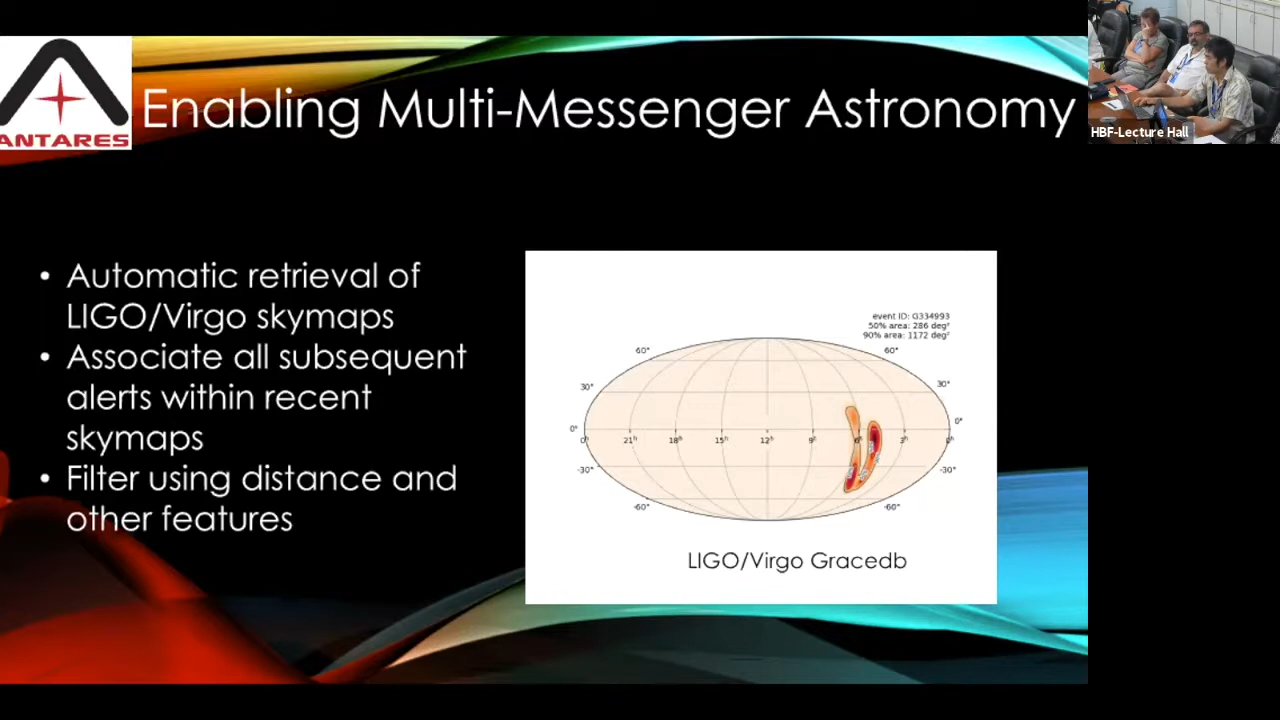 ANTARES
Enabling Multi-Messenger Astronomy
HBF-Lecture Hall
• Automatic retrieval of
LIGO/Virgo skymaps
• Associate all subsequent
alerts within recent
skymaps
• Filter using distance and
other features
event ID: G334993
50% area: 286 deg²
90% area: 1172 deg²
60° 60°
30° 30°
0° 0°
0h 21h 18h 15h 12h 9h 6h 3h 0h
-30° -30°
-60° -60°
LIGO/Virgo Gracedb